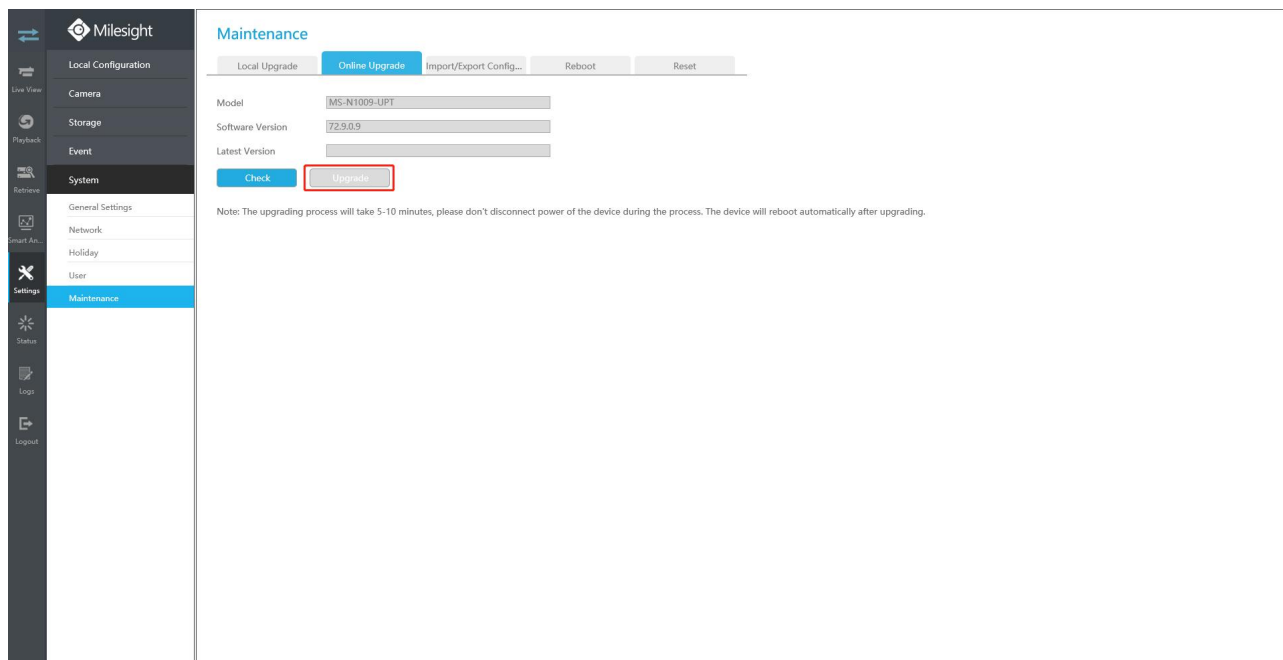 Milesight
Live View
Playback
Retrieve
Smart An...
Settings
Status
Logs
Logout
Local Configuration
Camera
Storage
Event
System
General Settings
Network
Holiday
User
Maintenance
Maintenance
Local Upgrade Online Upgrade Import/Export Config... Reboot Reset
Model MS-N1009-UPT
Software Version 72.9.0.9
Latest Version
Check Upgrade
Note: The upgrading process will take 5-10 minutes, please don't disconnect power of the device during the process. The device will reboot automatically after upgrading.